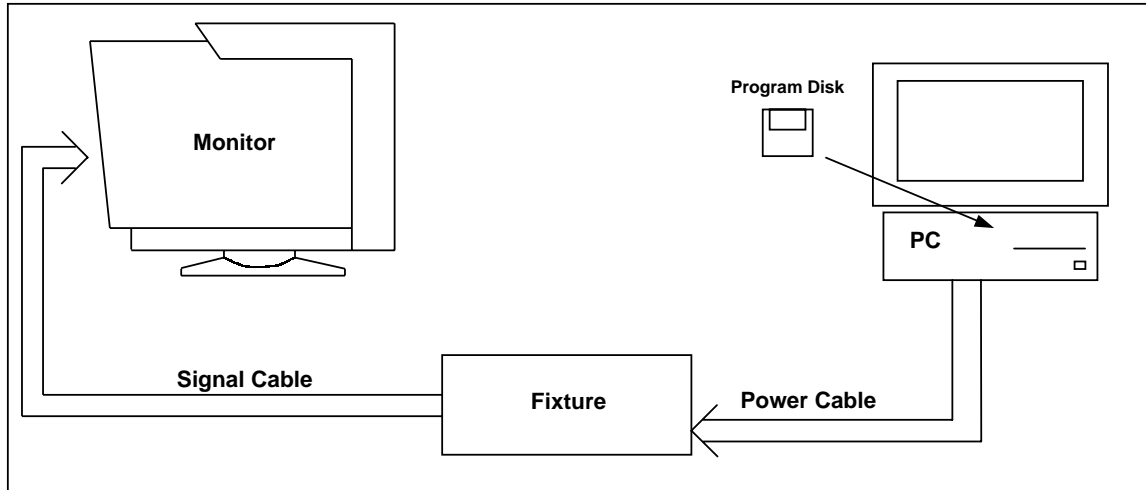 Program Disk
Monitor
PC
Signal Cable
Fixture
Power Cable